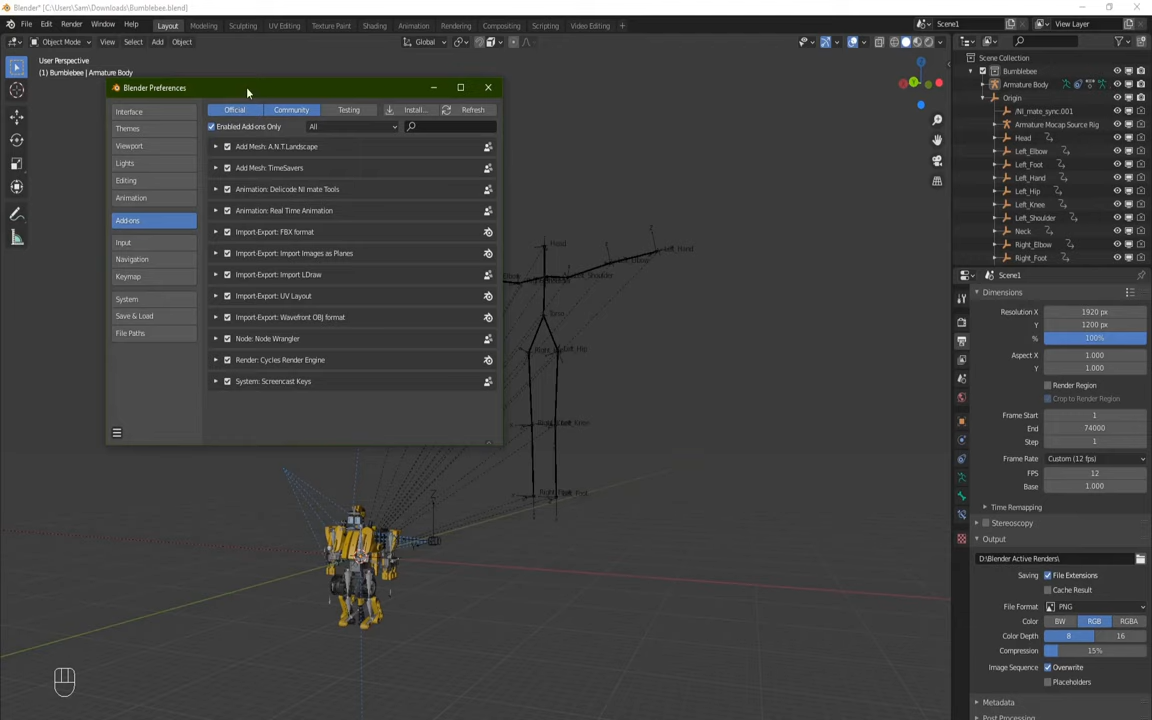 Blender* [C:\Users\Sam\Downloads\Bumblebee.blend]
File Edit Render Window Help Layout Modeling Sculpting UV Editing Texture Paint Shading Animation Rendering Compositing Scripting Video Editing + Scene1 View Layer
Object Mode View Select Add Object Global
User Perspective
(1) Bumblebee | Armature Body
Blender Preferences
Interface
Themes
Viewport
Lights
Editing
Animation
Add-ons
Input
Navigation
Keymap
System
Save & Load
File Paths
Official Community Testing Install... Refresh
Enabled Add-ons Only All
Add Mesh: A.N.T.Landscape
Add Mesh: TimeSavers
Animation: Delicode NI mate Tools
Animation: Real Time Animation
Import-Export: FBX format
Import-Export: Import Images as Planes
Import-Export: Import LDraw
Import-Export: UV Layout
Import-Export: Wavefront OBJ format
Node: Node Wrangler
Render: Cycles Render Engine
System: Screencast Keys
Head
Left_Hand
Left_Hip
Z
Y
Scene Collection
Bumblebee
Armature Body
Origin
/NI_mate_sync.001
Armature Mocap Source Rig
Head
Left_Elbow
Left_Foot
Left_Hand
Left_Hip
Left_Knee
Left_Shoulder
Neck
Right_Elbow
Right_Foot
Scene1
Dimensions
Resolution X 1920 px
Y 1200 px
% 100%
Aspect X 1.000
Y 1.000
Render Region
Crop to Render Region
Frame Start 1
End 74000
Step 1
Frame Rate Custom (12 fps)
FPS 12
Base 1.000
Time Remapping
Stereoscopy
Output
D:\Blender Active Renders\
Saving File Extensions
Cache Result
File Format PNG
Color BW RGB RGBA
Color Depth 8 16
Compression 15%
Image Sequence Overwrite
Placeholders
Metadata
Post Processing